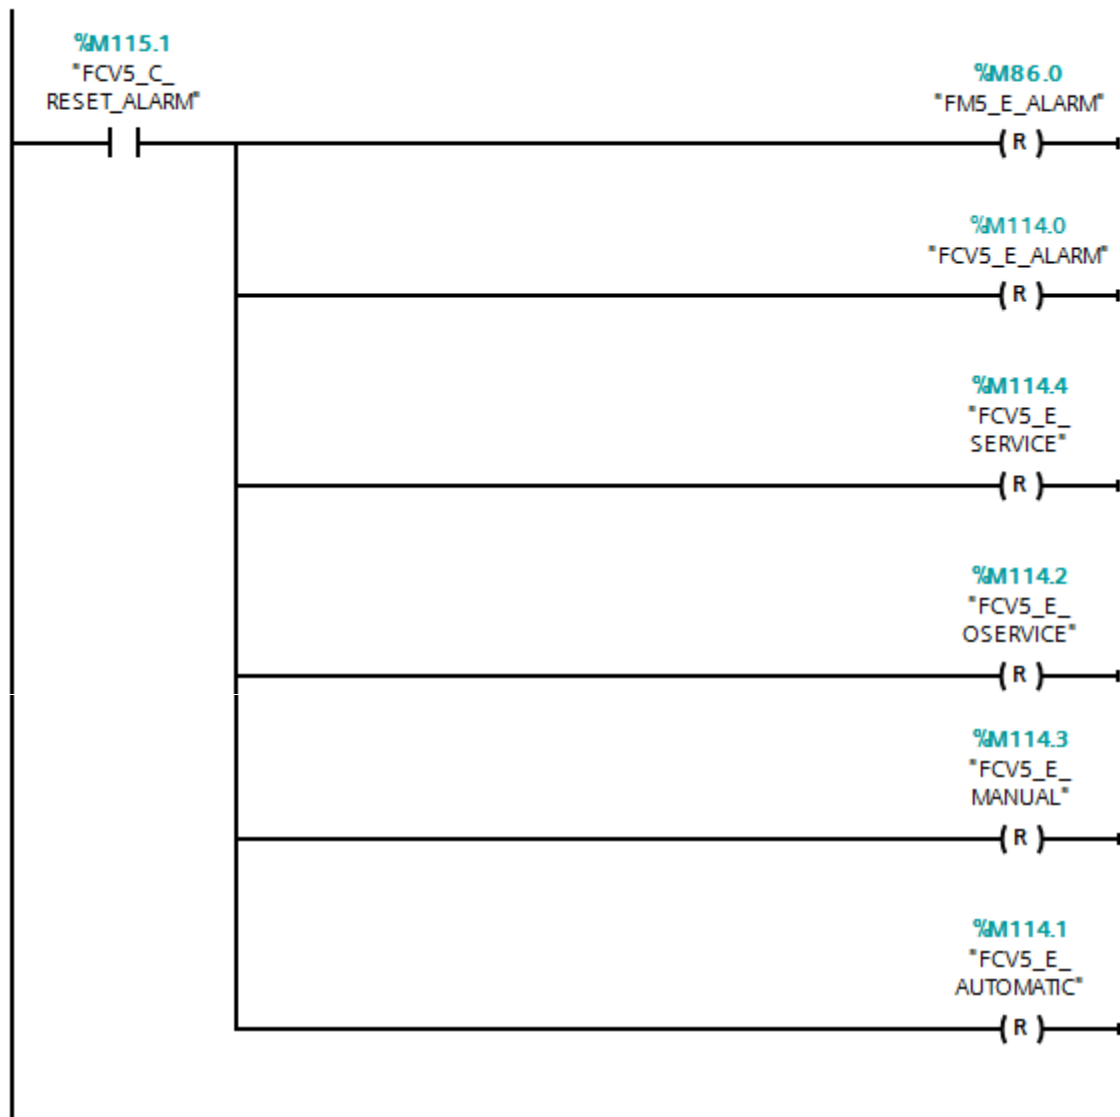 %M115.1
"FCV5_C_
RESET_ALARM"
%M86.0
"FM5_E_ALARM"
( R )
%M114.0
"FCV5_E_ALARM"
( R )
%M114.4
"FCV5_E_
SERVICE"
( R )
%M114.2
"FCV5_E_
OSERVICE"
( R )
%M114.3
"FCV5_E_
MANUAL"
( R )
%M114.1
"FCV5_E_
AUTOMATIC"
( R )